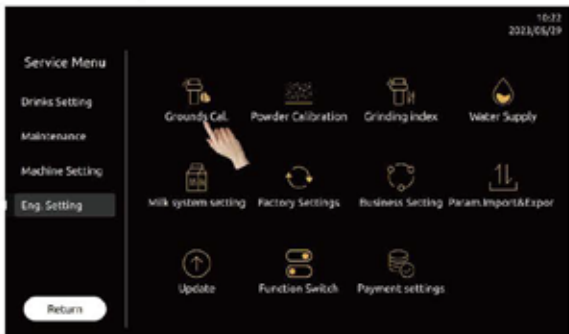 10:22
2023/05/29
Service Menu
Drinks Setting
Maintenance
Machine Setting
Eng. Setting
Return
Grounds Cal.
Powder Calibration
Grinding index
Water Supply
Milk system setting
Factory Settings
Business Setting
Param.Import&Expor
Update
Function Switch
Payment settings